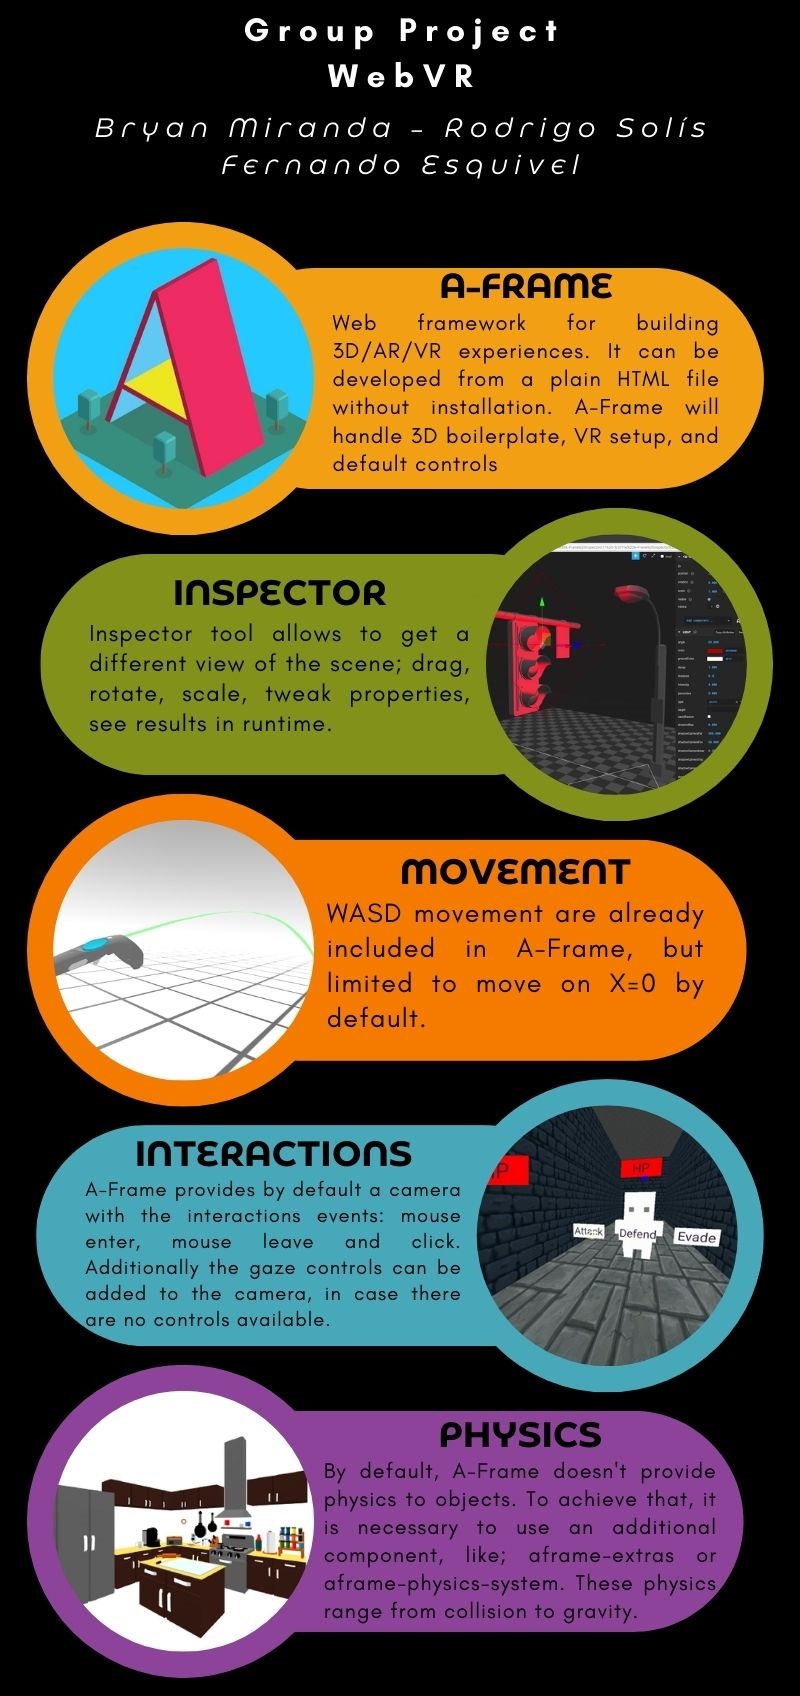 Group Project
WebVR
Bryan Miranda - Rodrigo Solís
Fernando Esquivel
A-FRAME
Web framework for building
3D/AR/VR experiences. It can be
developed from a plain HTML file
without installation. A-Frame will
handle 3D boilerplate, VR setup, and
default controls
INSPECTOR
Inspector tool allows to get a
different view of the scene; drag,
rotate, scale, tweak properties,
see results in runtime.
MOVEMENT
WASD movement are already
included in A-Frame, but
limited to move on X=0 by
default.
INTERACTIONS
A-Frame provides by default a camera
with the interactions events: mouse
enter, mouse leave and click.
Additionally the gaze controls can be
added to the camera, in case there
are no controls available.
HP
Attack Defend Evade
PHYSICS
By default, A-Frame doesn't provide
physics to objects. To achieve that, it
is necessary to use an additional
component, like; aframe-extras or
aframe-physics-system. These physics
range from collision to gravity.